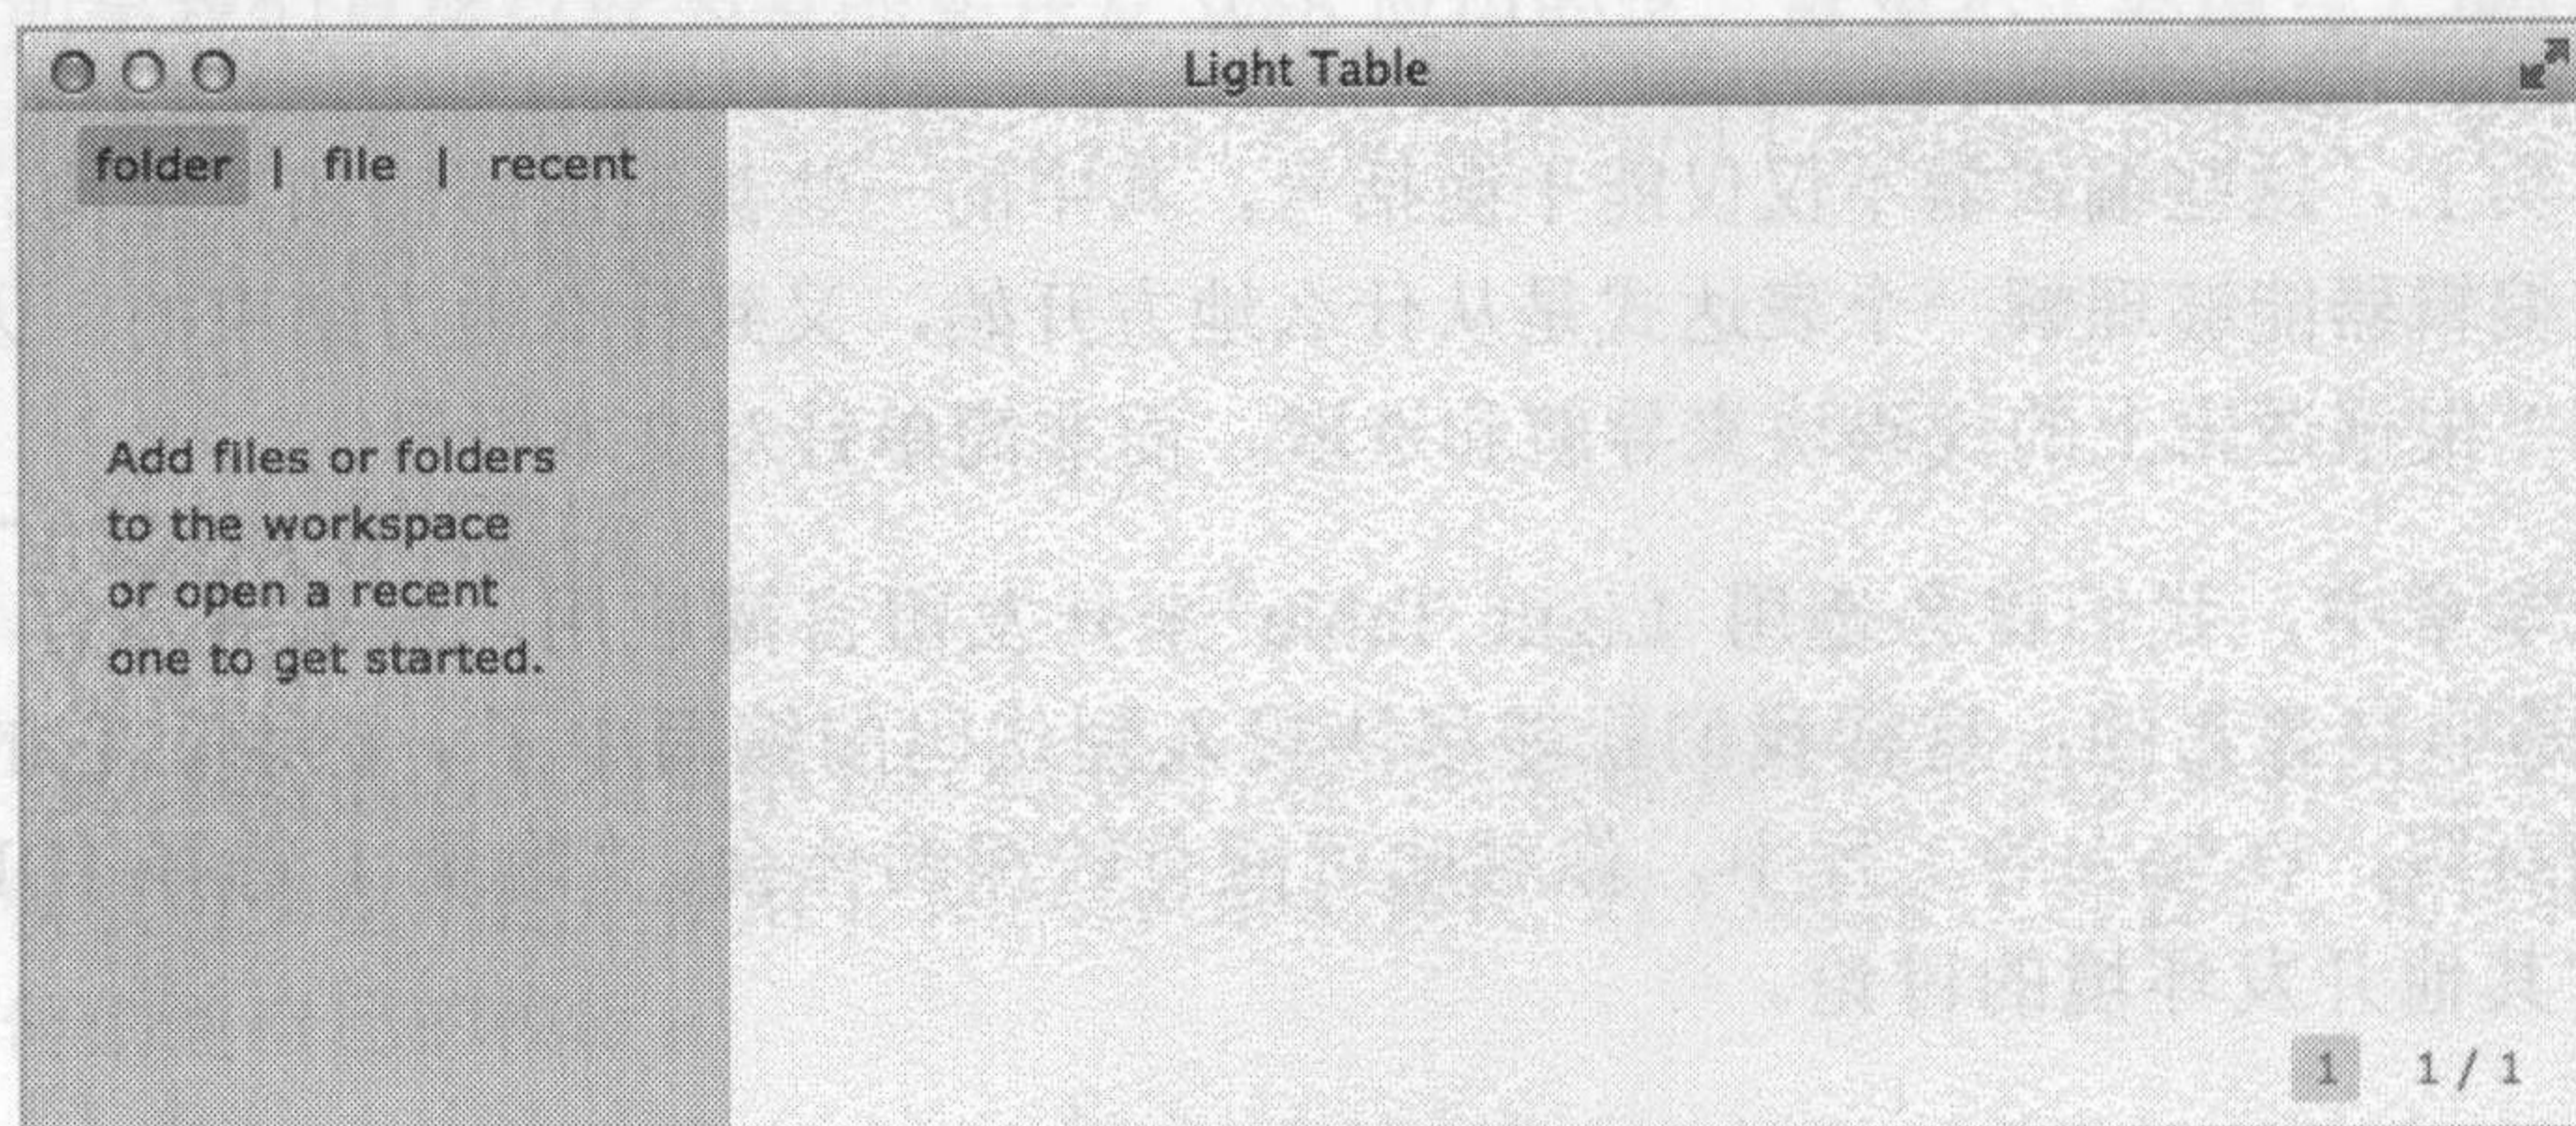 Light Table
folder | file | recent
Add files or folders
to the workspace
or open a recent
one to get started.
1 1 / 1